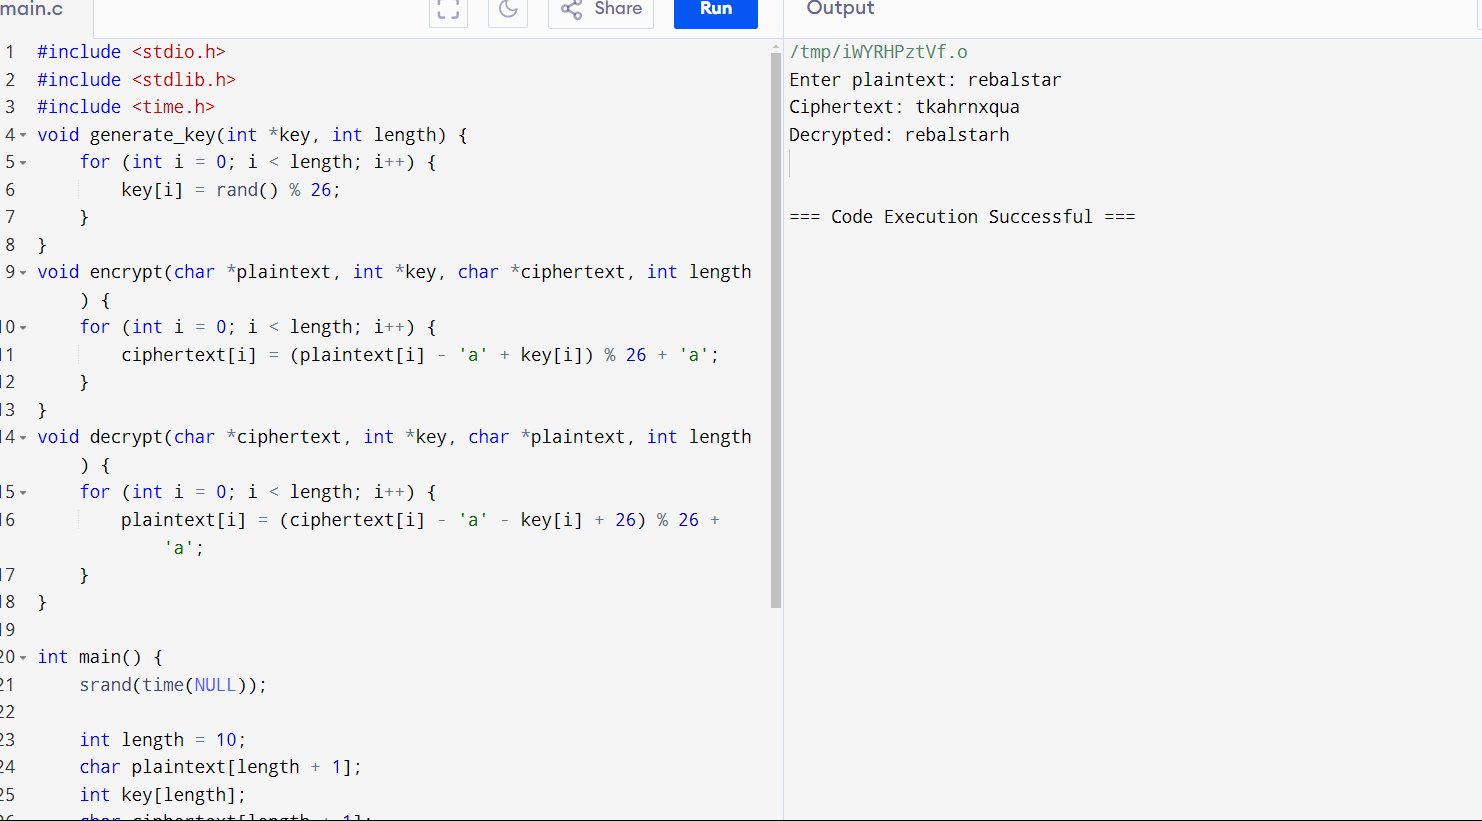 main.c
Share
Run
Output
1 #include <stdio.h>
2 #include <stdlib.h>
3 #include <time.h>
4 void generate_key(int *key, int length) {
5     for (int i = 0; i < length; i++) {
6         key[i] = rand() % 26;
7     }
8 }
9 void encrypt(char *plaintext, int *key, char *ciphertext, int length
    ) {
10     for (int i = 0; i < length; i++) {
11         ciphertext[i] = (plaintext[i] - 'a' + key[i]) % 26 + 'a';
12     }
13 }
14 void decrypt(char *ciphertext, int *key, char *plaintext, int length
    ) {
15     for (int i = 0; i < length; i++) {
16         plaintext[i] = (ciphertext[i] - 'a' - key[i] + 26) % 26 +
            'a';
17     }
18 }
19
20 int main() {
21     srand(time(NULL));
22
23     int length = 10;
24     char plaintext[length + 1];
25     int key[length];
26     char ciphertext[length + 1];
/tmp/iWYRHPztVf.o
Enter plaintext: rebalstar
Ciphertext: tkahrnxqua
Decrypted: rebalstarh
=== Code Execution Successful ===